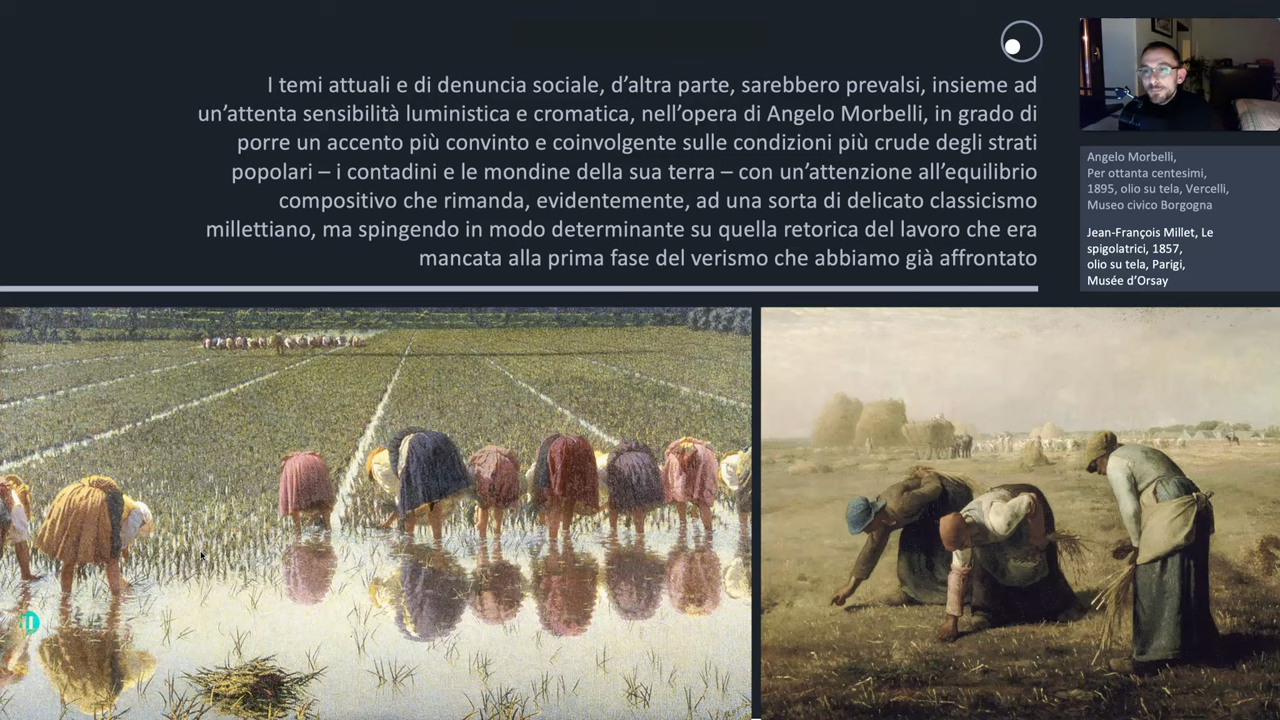 I temi attuali e di denuncia sociale, d’altra parte, sarebbero prevalsi, insieme ad
un’attenta sensibilità luministica e cromatica, nell’opera di Angelo Morbelli, in grado di
porre un accento più convinto e coinvolgente sulle condizioni più crude degli strati
popolari – i contadini e le mondine della sua terra – con un’attenzione all’equilibrio
compositivo che rimanda, evidentemente, ad una sorta di delicato classicismo
millettiano, ma spingendo in modo determinante su quella retorica del lavoro che era
mancata alla prima fase del verismo che abbiamo già affrontato
Angelo Morbelli,
Per ottanta centesimi,
1895, olio su tela, Vercelli,
Museo civico Borgogna
Jean-François Millet, Le
spigolatrici, 1857,
olio su tela, Parigi,
Musée d’Orsay